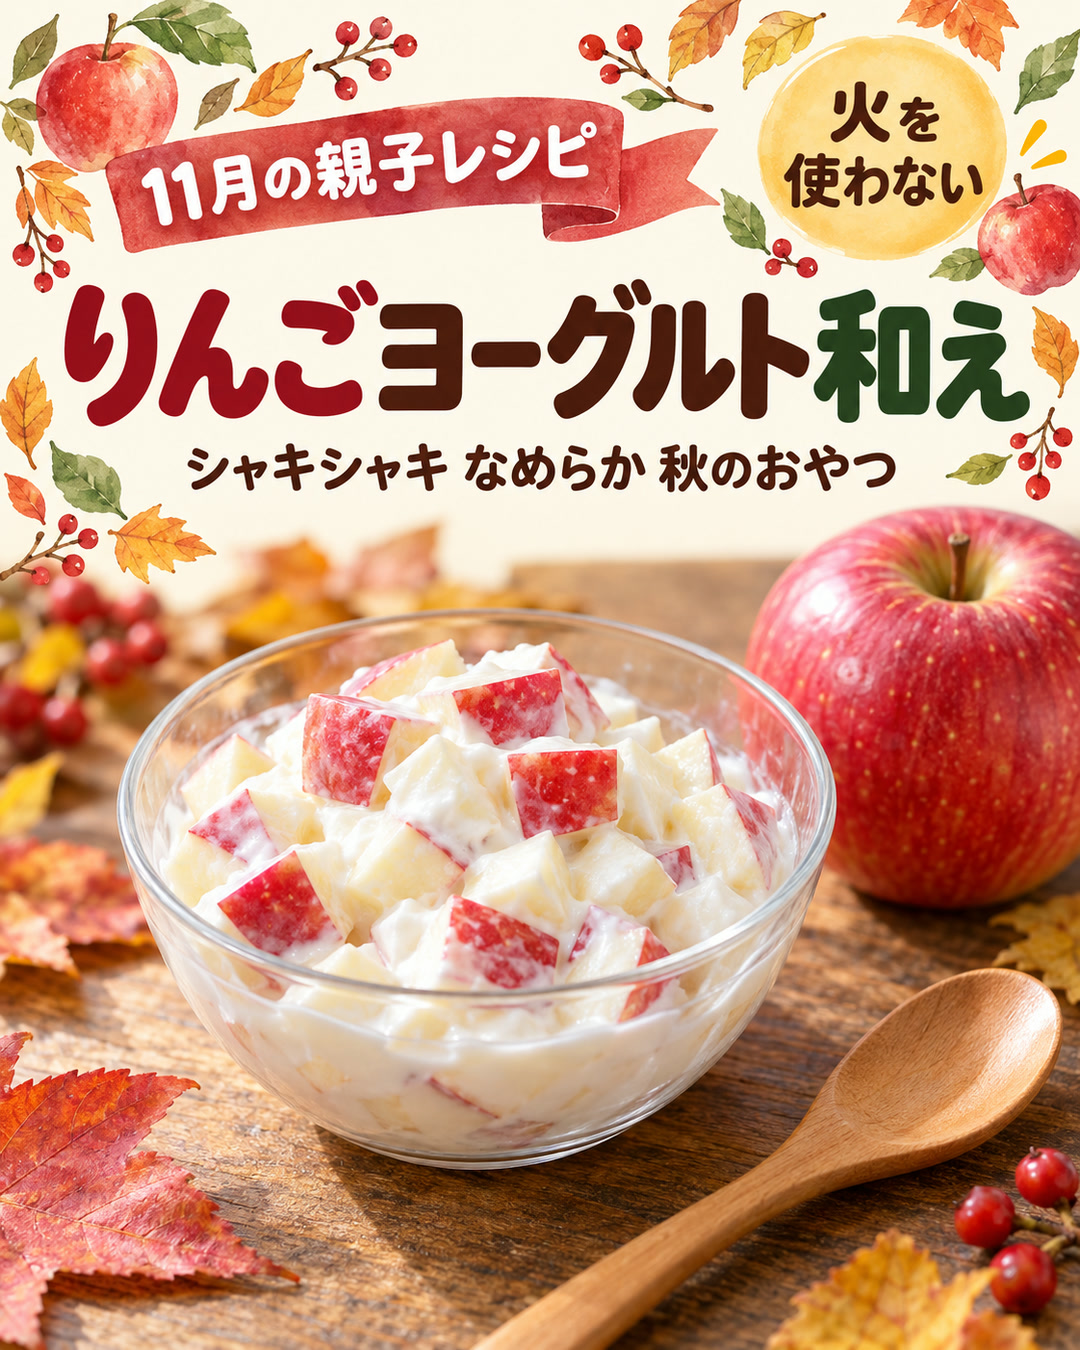 11月の親子レシピ
火を
使わない
りんごヨーグルト和え
シャキシャキ なめらか 秋のおやつ